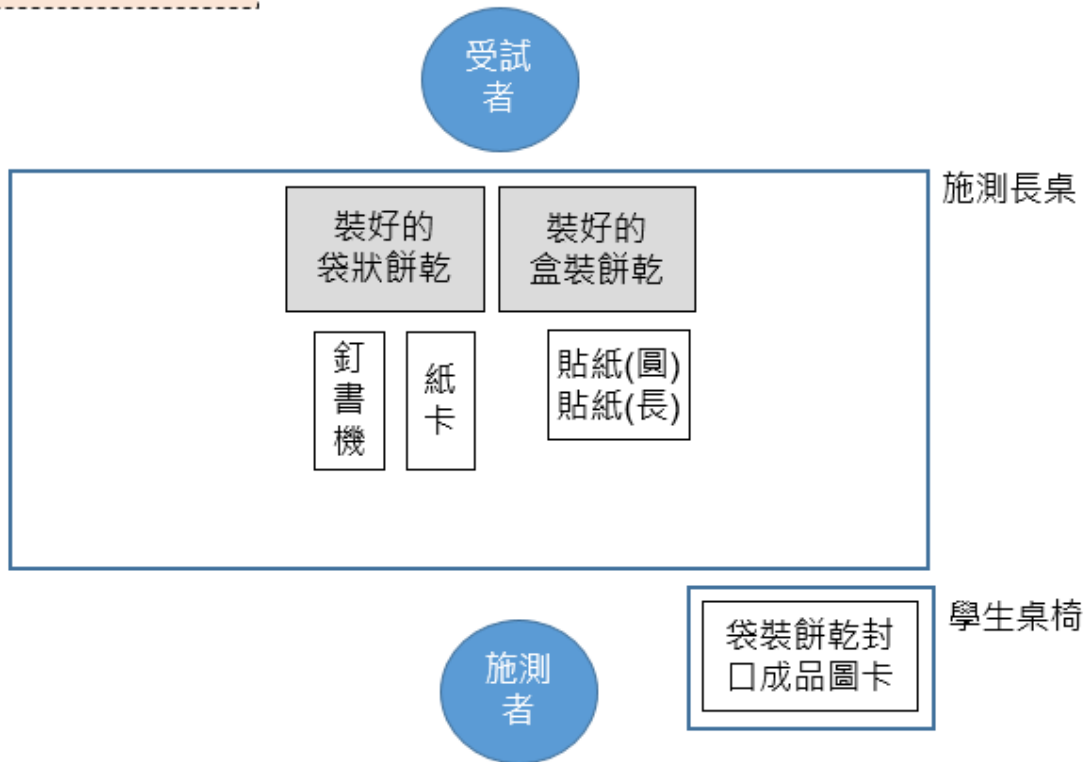 受試
者
施測長桌
裝好的
袋狀餅乾
裝好的
盒裝餅乾
釘
書
機
紙
卡
貼紙(圓)
貼紙(長)
學生桌椅
袋裝餅乾封
口成品圖卡
施測
者